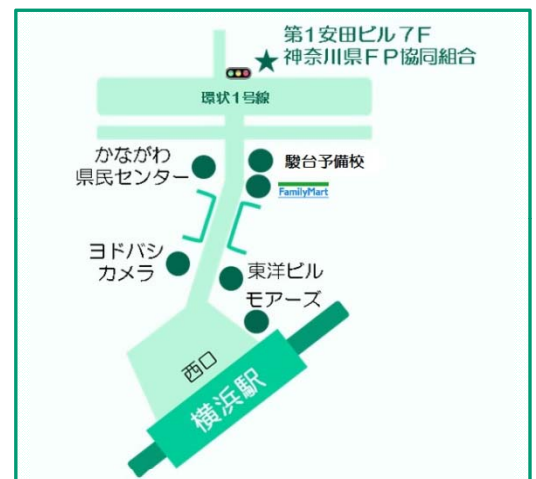 第1安田ビル7F
神奈川県FP協同組合
環状1号線
かながわ
県民センター
駿台予備校
FamilyMart
ヨドバシ
カメラ
東洋ビル
モアーズ
西口
横浜駅